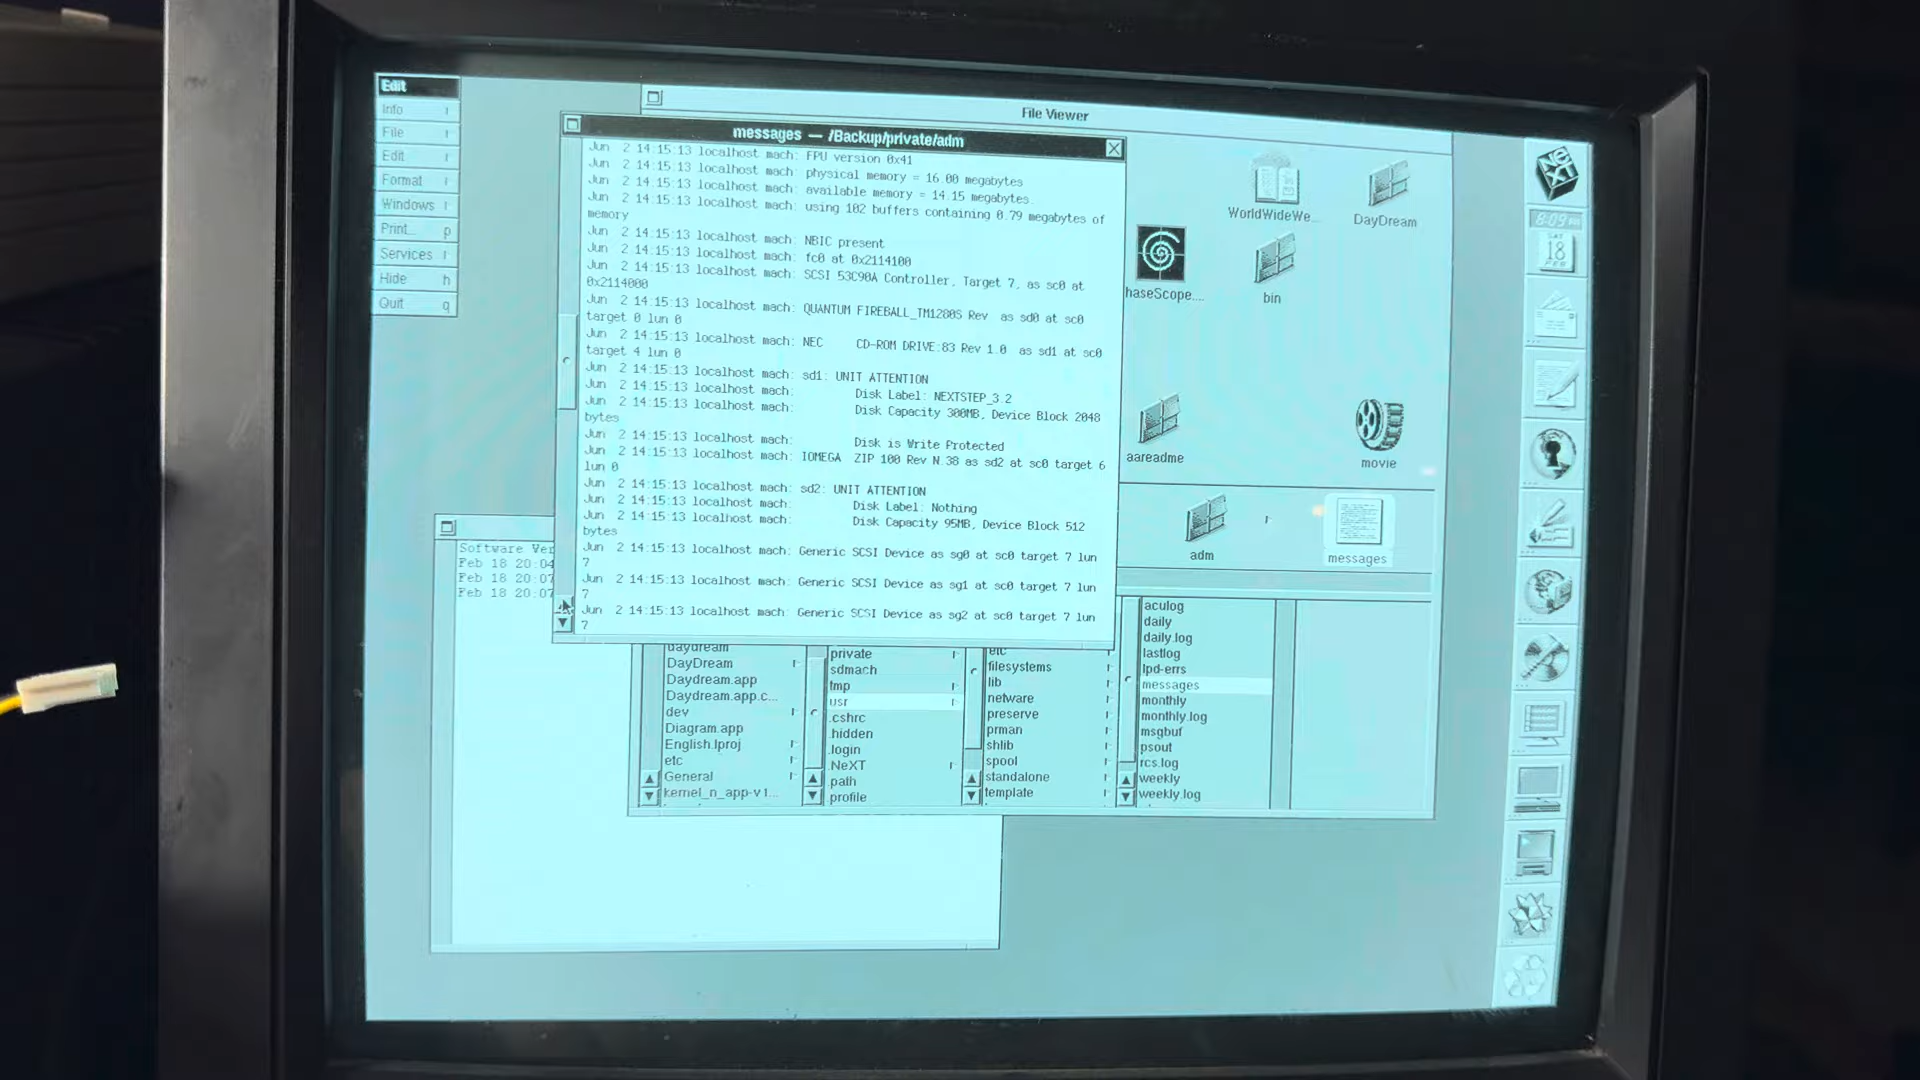 Edit
Info
File
Edit
Format
Windows
Print... p
Services
Hide h
Quit q
File Viewer
messages — /Backup/private/adm
Jun 2 14:15:13 localhost mach: FPU version 0x41
Jun 2 14:15:13 localhost mach: physical memory = 16.00 megabytes
Jun 2 14:15:13 localhost mach: available memory = 14.15 megabytes.
Jun 2 14:15:13 localhost mach: using 102 buffers containing 0.79 megabytes of
memory
Jun 2 14:15:13 localhost mach: NBIC present
Jun 2 14:15:13 localhost mach: fc0 at 0x2114100
Jun 2 14:15:13 localhost mach: SCSI 53C90A Controller, Target 7, as sc0 at
0x2114000
Jun 2 14:15:13 localhost mach: QUANTUM FIREBALL_TM1280S Rev as sd0 at sc0
target 0 lun 0
Jun 2 14:15:13 localhost mach: NEC CD-ROM DRIVE:83 Rev 1.0 as sd1 at sc0
target 4 lun 0
Jun 2 14:15:13 localhost mach: sd1: UNIT ATTENTION
Jun 2 14:15:13 localhost mach: Disk Label: NEXTSTEP_3.2
Jun 2 14:15:13 localhost mach: Disk Capacity 300MB, Device Block 2048
bytes
Jun 2 14:15:13 localhost mach: Disk is Write Protected
Jun 2 14:15:13 localhost mach: IOMEGA ZIP 100 Rev N.38 as sd2 at sc0 target 6
lun 0
Jun 2 14:15:13 localhost mach: sd2: UNIT ATTENTION
Jun 2 14:15:13 localhost mach: Disk Label: Nothing
Jun 2 14:15:13 localhost mach: Disk Capacity 95MB, Device Block 512
bytes
Jun 2 14:15:13 localhost mach: Generic SCSI Device as sg0 at sc0 target 7 lun
7
Jun 2 14:15:13 localhost mach: Generic SCSI Device as sg1 at sc0 target 7 lun
7
Jun 2 14:15:13 localhost mach: Generic SCSI Device as sg2 at sc0 target 7 lun
7
WorldWideWe...
DayDream
haseScope....
bin
aareadme
movie
adm
messages
NeXT
8:09
SAT
18
FEB
Software Ver
Feb 18 20:04
Feb 18 20:07
Feb 18 20:07
daydream
DayDream
Daydream.app
Daydream.app.c...
dev
Diagram.app
English.lproj
etc
General
kernel_n_app-v1...
private
sdmach
tmp
usr
.cshrc
.hidden
.login
.NeXT
.path
.profile
etc
filesystems
lib
netware
preserve
prman
shlib
spool
standalone
template
aculog
daily
daily.log
lastlog
lpd-errs
messages
monthly
monthly.log
msgbuf
psout
rcs.log
weekly
weekly.log